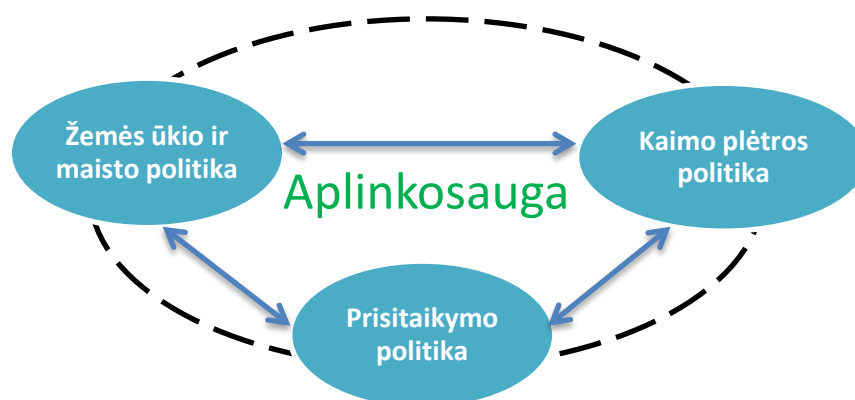 Žemės ūkio ir
maisto politika
Kaimo plėtros
politika
Aplinkosauga
Prisitaikymo
politika